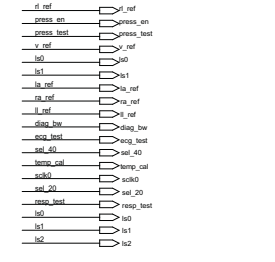 rl_ref rl_ref
press_en press_en
press_test press_test
v_ref v_ref
ls0 ls0
ls1 ls1
la_ref la_ref
ra_ref ra_ref
ll_ref ll_ref
diag_bw diag_bw
ecg_test ecg_test
sel_40 sel_40
temp_cal temp_cal
sclk0 sclk0
sel_20 sel_20
resp_test resp_test
ls0 ls0
ls1 ls1
ls2 ls2